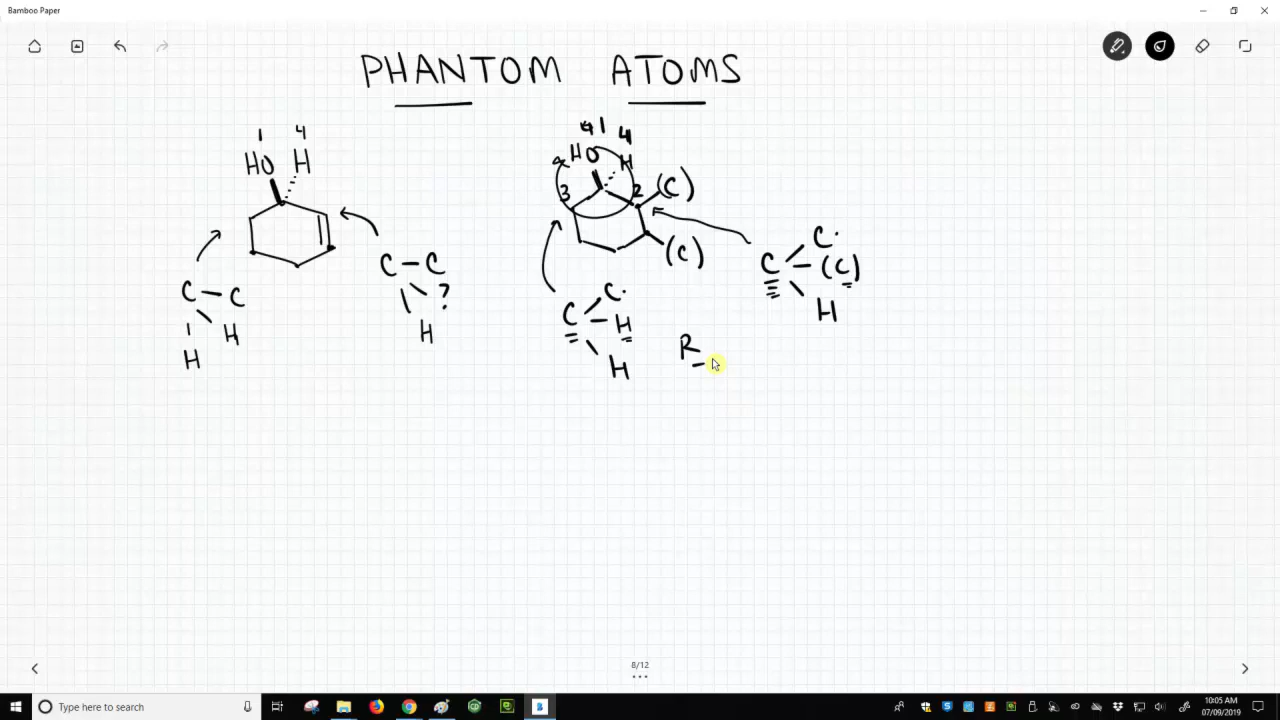 Bamboo Paper
PHANTOM ATOMS
1 4
HO H
C - C
H H
C - C
?
H
1 4
HO H
3 2 (C)
(C)
C C
H
H
C C
(C)
H
R
8/12
Type here to search
10:05 AM
07/09/2019